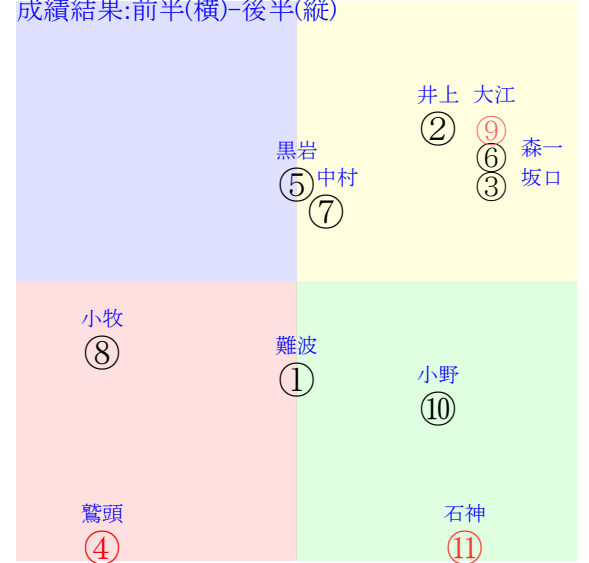 成績結果:前半(横)-後半(縦)
井上 大江
② ⑨
黒岩 ⑥ 森一
⑤ 中村 ③ 坂口
⑦
小牧
⑧
難波
① 小野
⑩
鷲頭 石神
④ ⑪